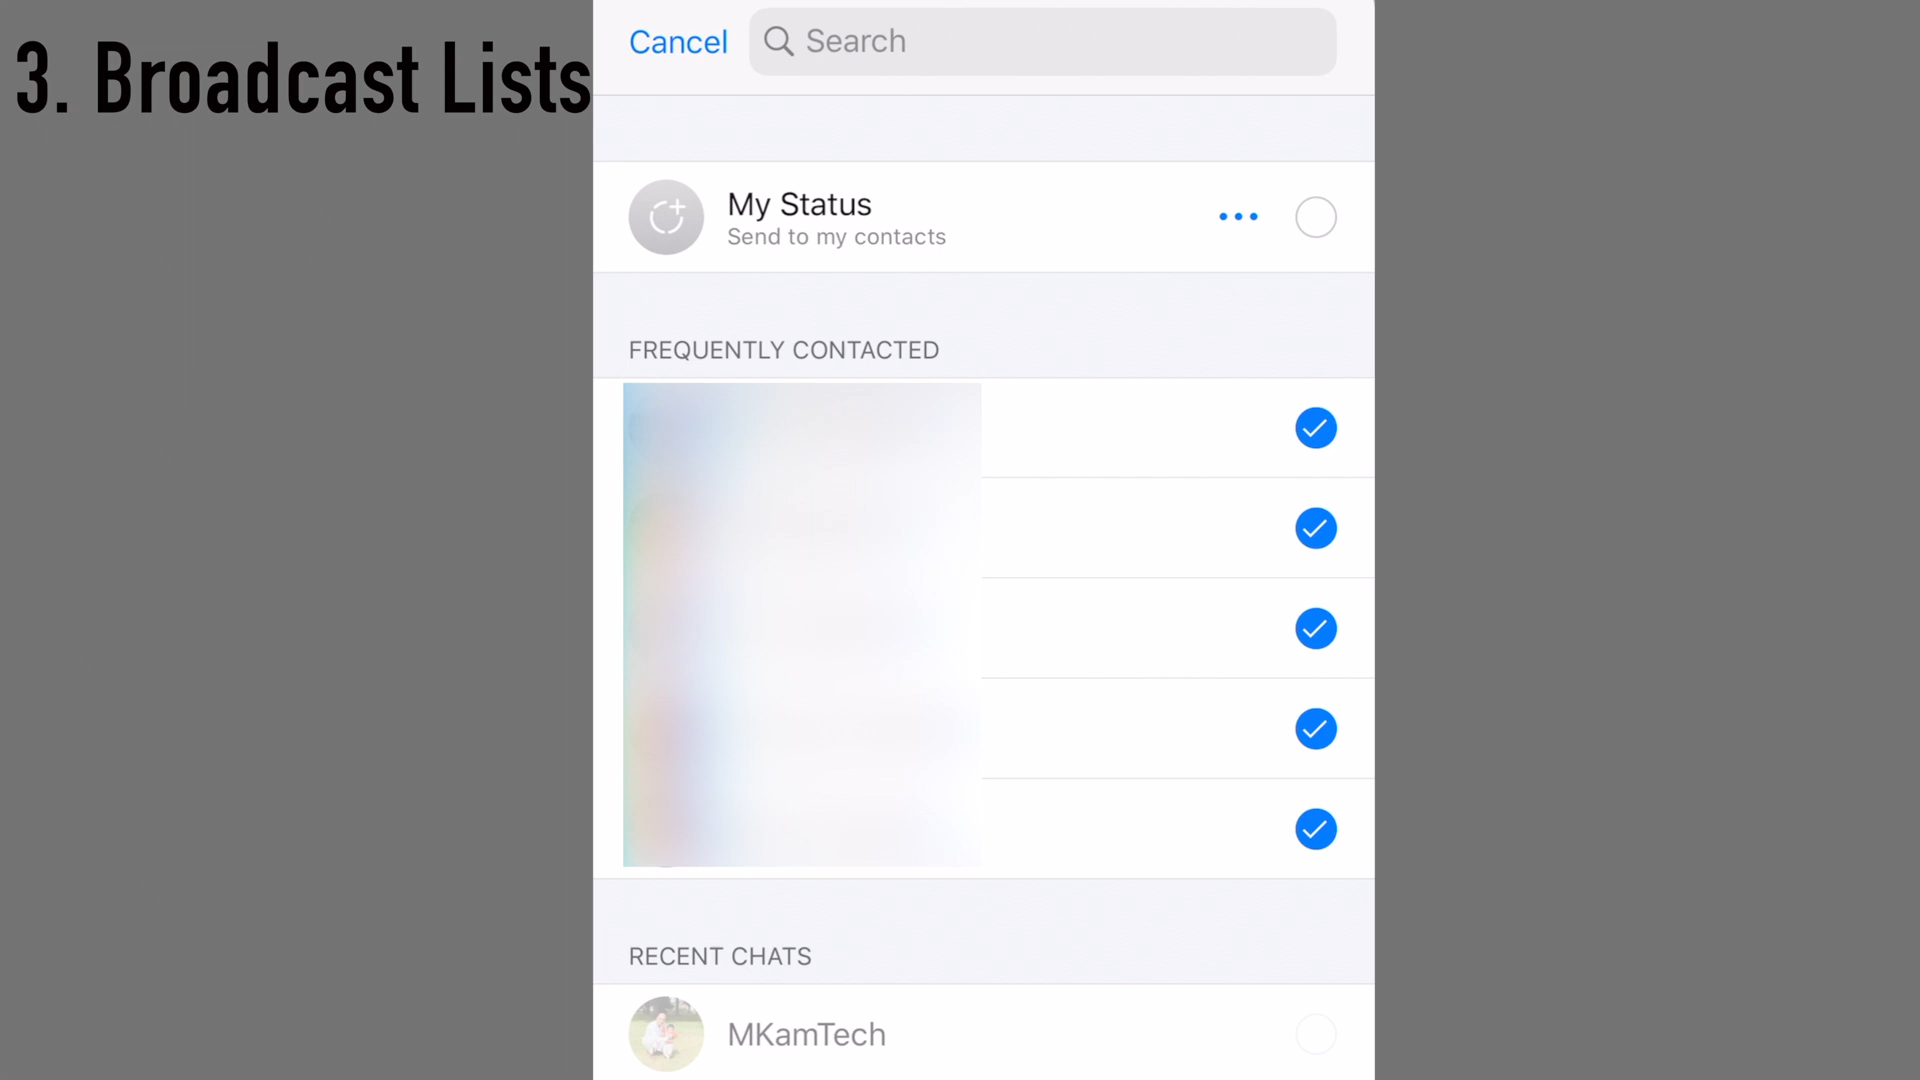 3. Broadcast Lists
Cancel
Search
My Status
Send to my contacts
FREQUENTLY CONTACTED
RECENT CHATS
MKamTech